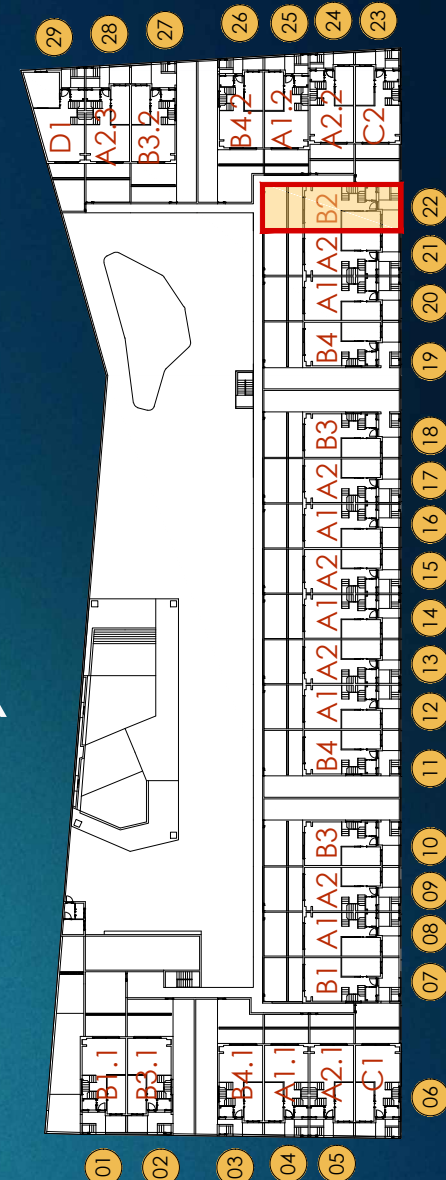 29
28
27
26
25
24
23
D1
A2.3
B3.2
B4.2
A1.2
A2.2
C2
B2
22
A2
21
A1
20
B4
19
B3
18
A2
17
A1
16
A2
15
A1
14
A2
13
A1
12
B4
11
B3
10
A2
09
A1
08
B1
07
B1.1
B3.1
B4.1
A1.1
A2.1
C1
06
01
02
03
04
05